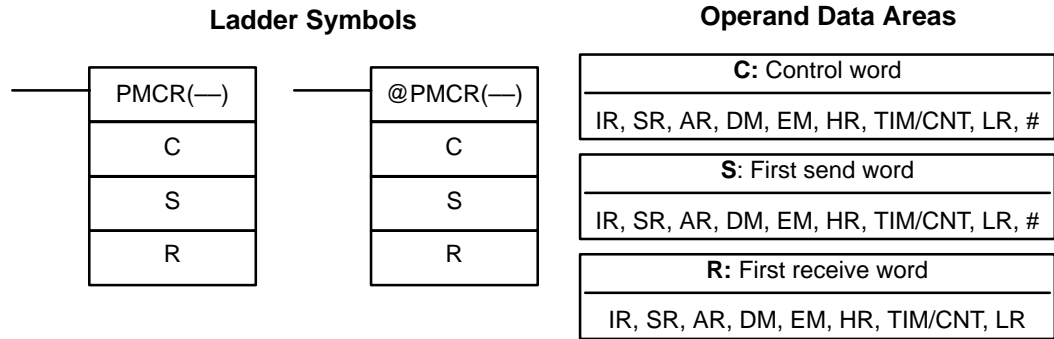 Ladder Symbols
PMCR(—)
C
S
R
@PMCR(—)
C
S
R
Operand Data Areas
C: Control word
IR, SR, AR, DM, EM, HR, TIM/CNT, LR, #
S: First send word
IR, SR, AR, DM, EM, HR, TIM/CNT, LR, #
R: First receive word
IR, SR, AR, DM, EM, HR, TIM/CNT, LR